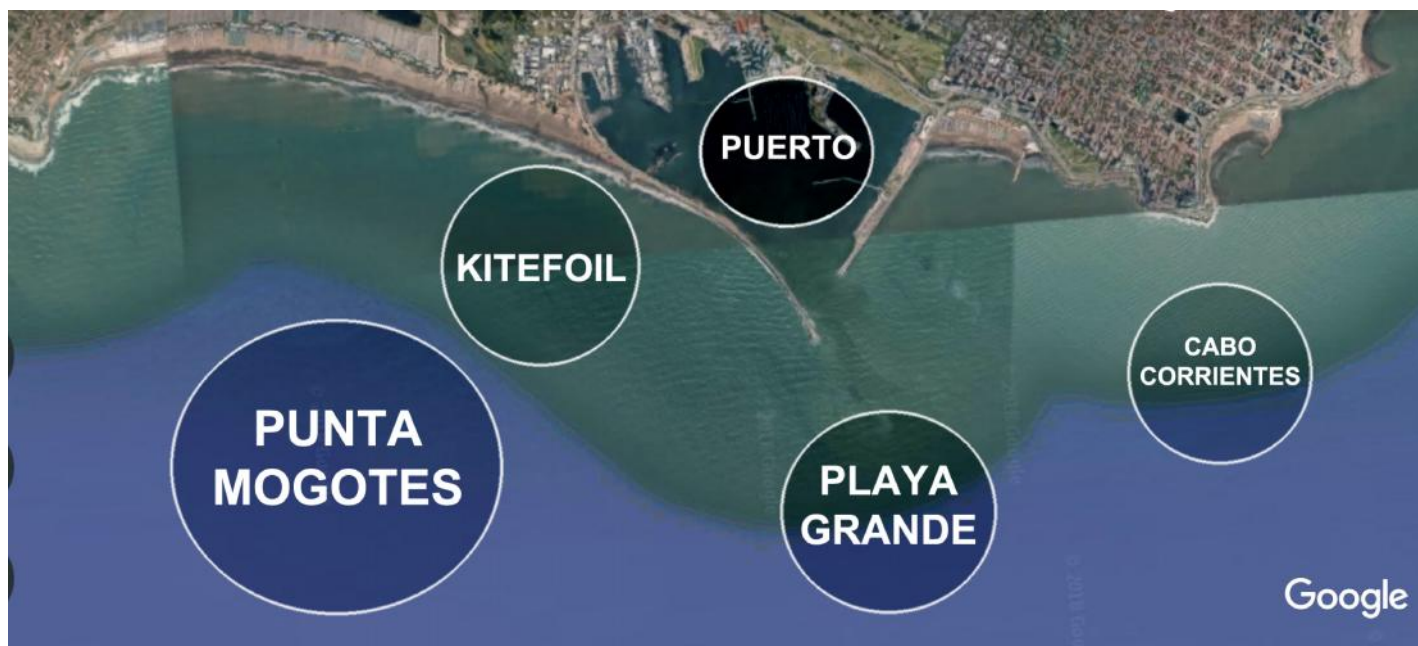 PUERTO
KITEFOIL
CABO
CORRIENTES
PUNTA
MOGOTES
PLAYA
GRANDE
Google